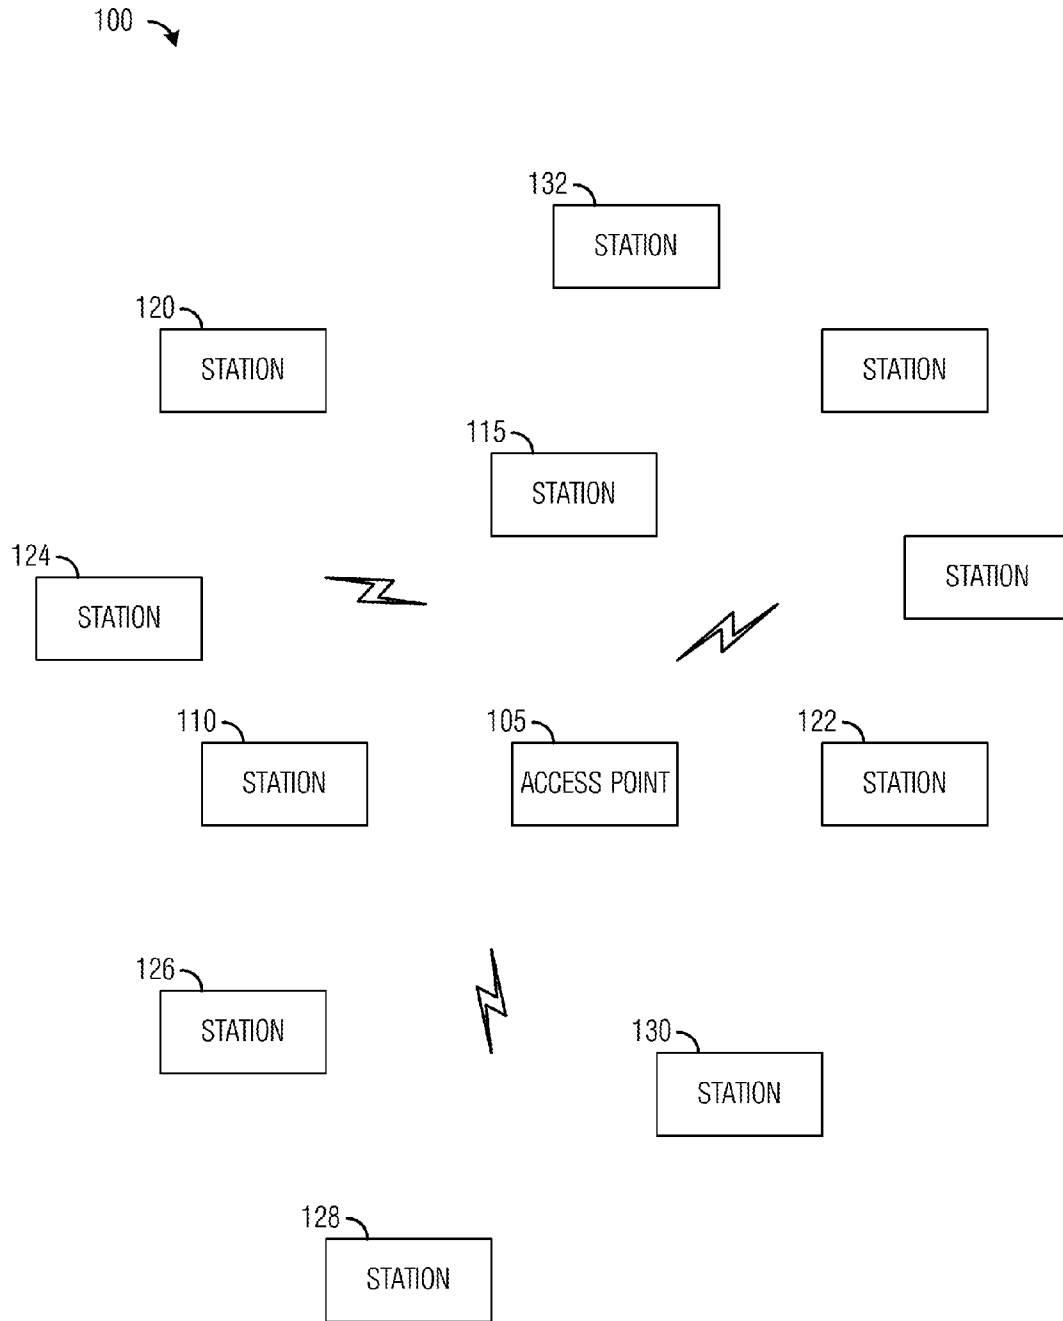 100
132
STATION
120
STATION
STATION
115
STATION
124
STATION
STATION
110
STATION
105
ACCESS POINT
122
STATION
126
STATION
130
STATION
128
STATION